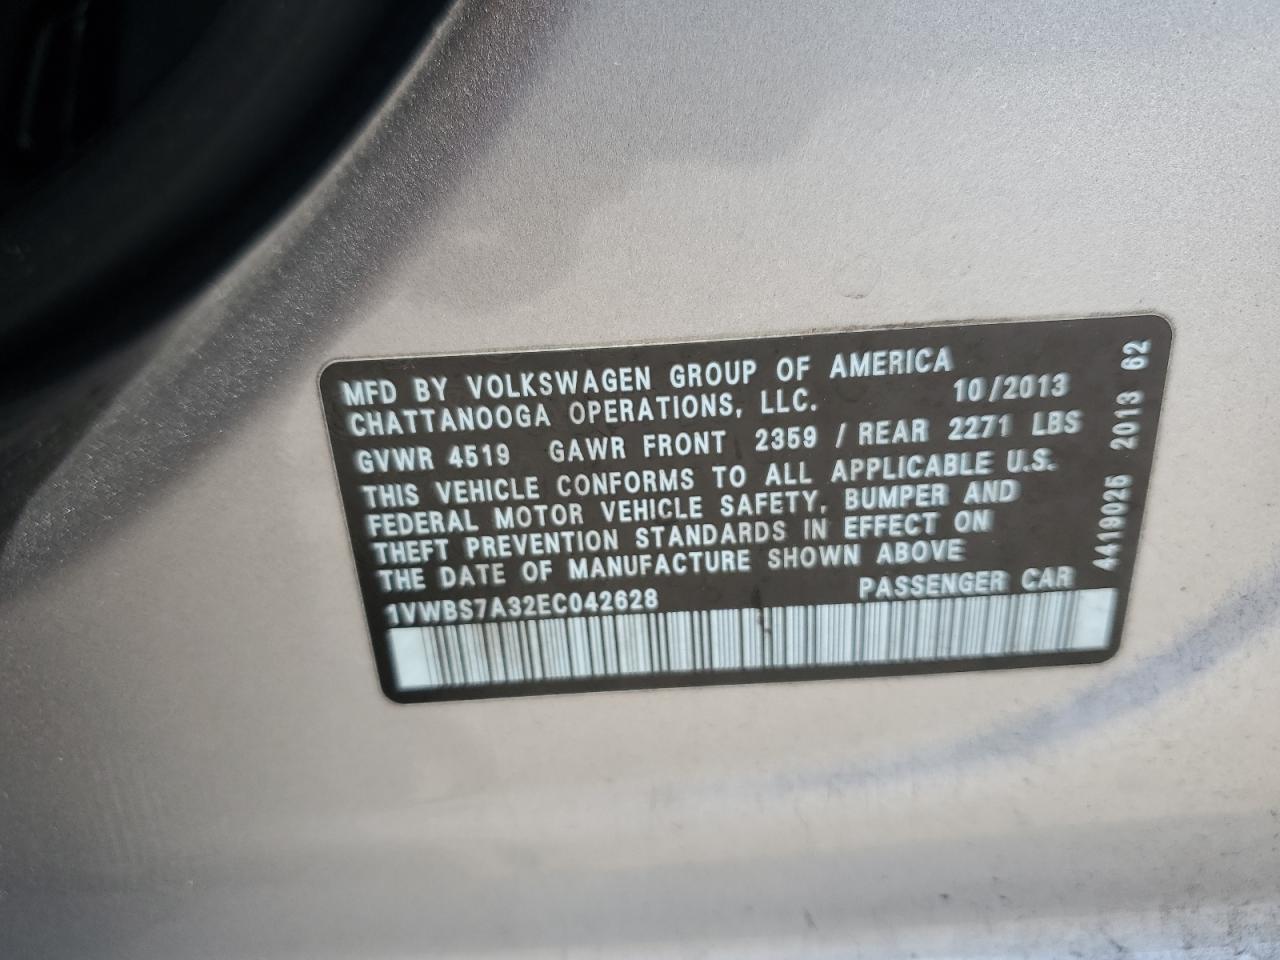 MFD BY VOLKSWAGEN GROUP OF AMERICA
CHATTANOOGA OPERATIONS, LLC. 10/2013
GVWR 4519 GAWR FRONT 2359 / REAR 2271 LBS
THIS VEHICLE CONFORMS TO ALL APPLICABLE U.S.
FEDERAL MOTOR VEHICLE SAFETY, BUMPER AND
THEFT PREVENTION STANDARDS IN EFFECT ON
THE DATE OF MANUFACTURE SHOWN ABOVE
1VWBS7A32EC042628 PASSENGER CAR
4419026 2013 62